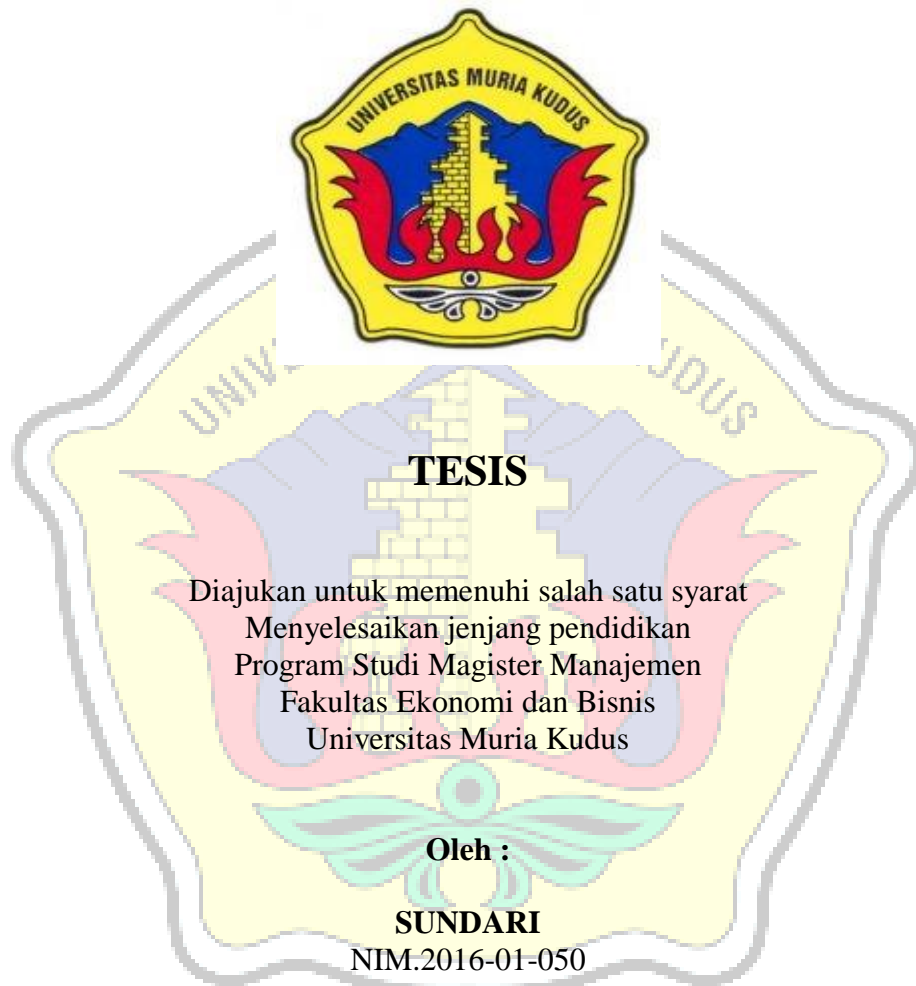 UNIVERSITAS MURIA KUDUS
TESIS
Diajukan untuk memenuhi salah satu syarat
Menyelesaikan jenjang pendidikan
Program Studi Magister Manajemen
Fakultas Ekonomi dan Bisnis
Universitas Muria Kudus
Oleh :
SUNDARI
NIM.2016-01-050